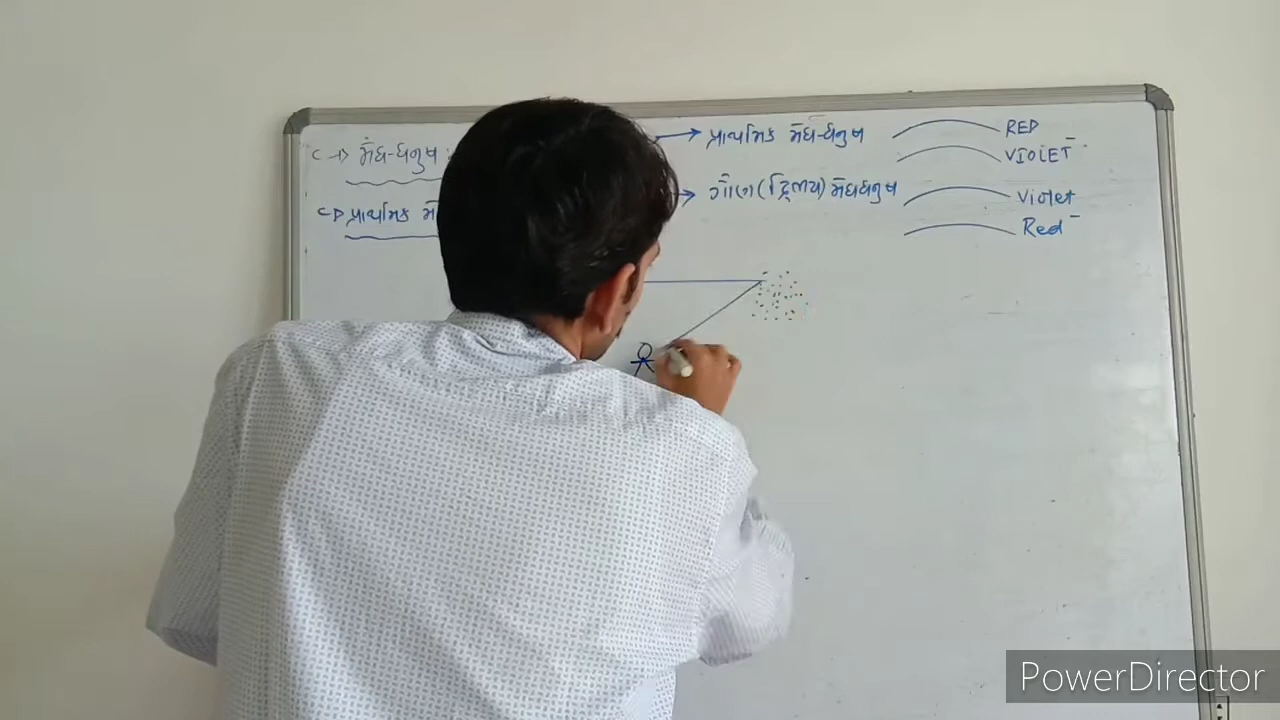 મેઘ-ધનુષ
→ પ્રાથમિક મેઘ-ધનુષ
RED
VIOLET
→ ગૌણ (દ્વિતીય) મેઘધનુષ
Violet
Red
પ્રાથમિક
PowerDirector